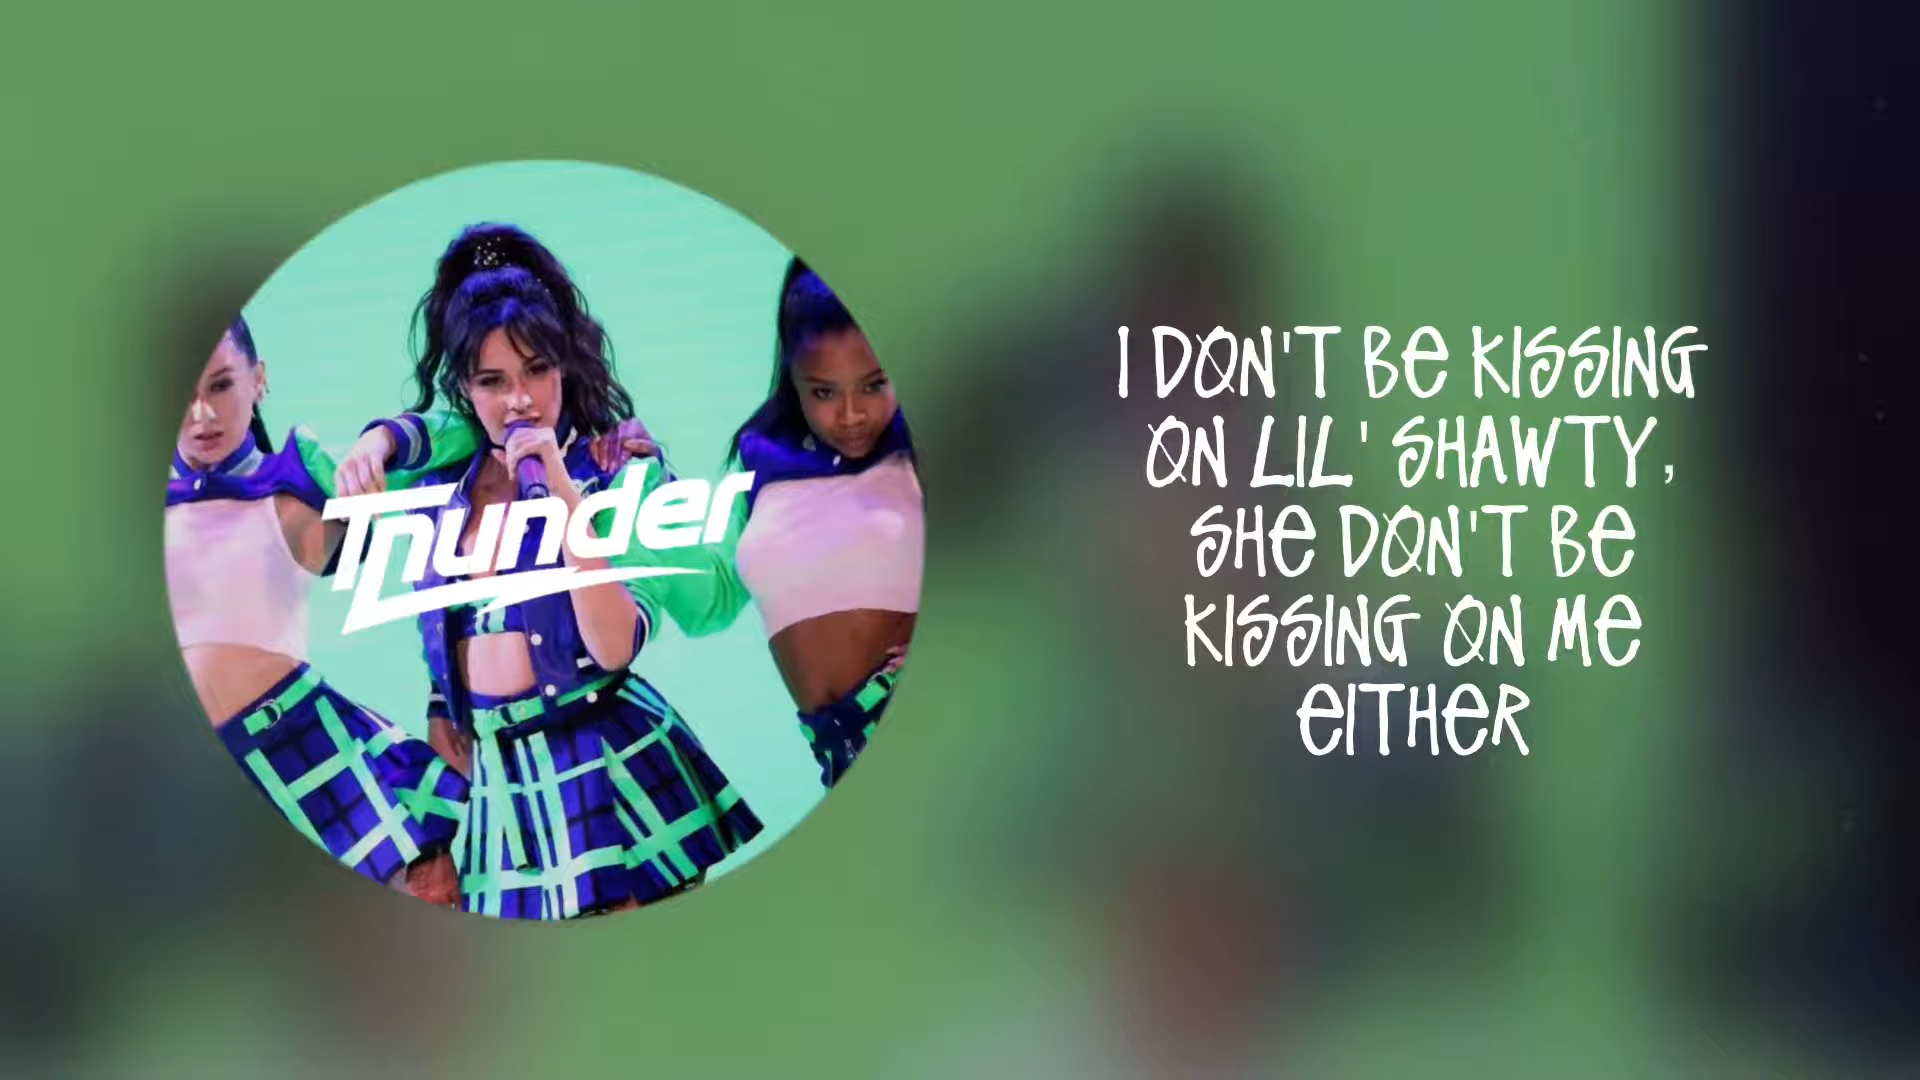 Thunder
I DON'T BE KISSING
ON LIL' SHAWTY,
SHE DON'T BE
KISSING ON ME
EITHER